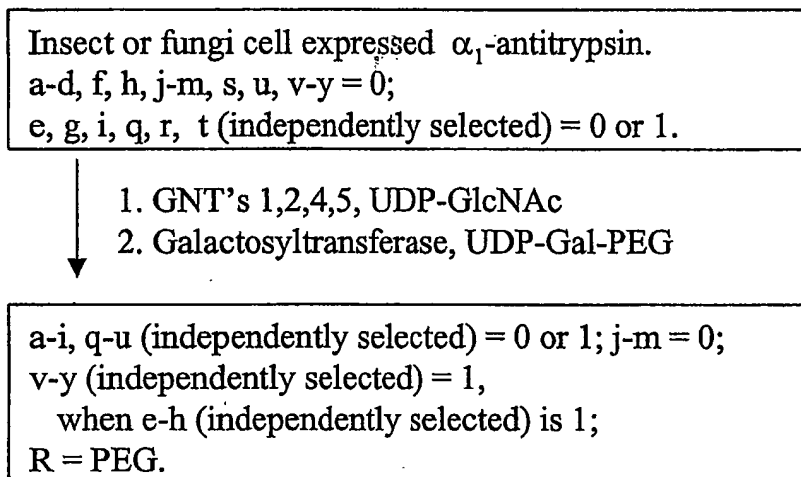 Insect or fungi cell expressed α₁-antitrypsin.
a-d, f, h, j-m, s, u, v-y = 0;
e, g, i, q, r, t (independently selected) = 0 or 1.
1. GNT's 1,2,4,5, UDP-GlcNAc
2. Galactosyltransferase, UDP-Gal-PEG
a-i, q-u (independently selected) = 0 or 1; j-m = 0;
v-y (independently selected) = 1,
when e-h (independently selected) is 1;
R = PEG.